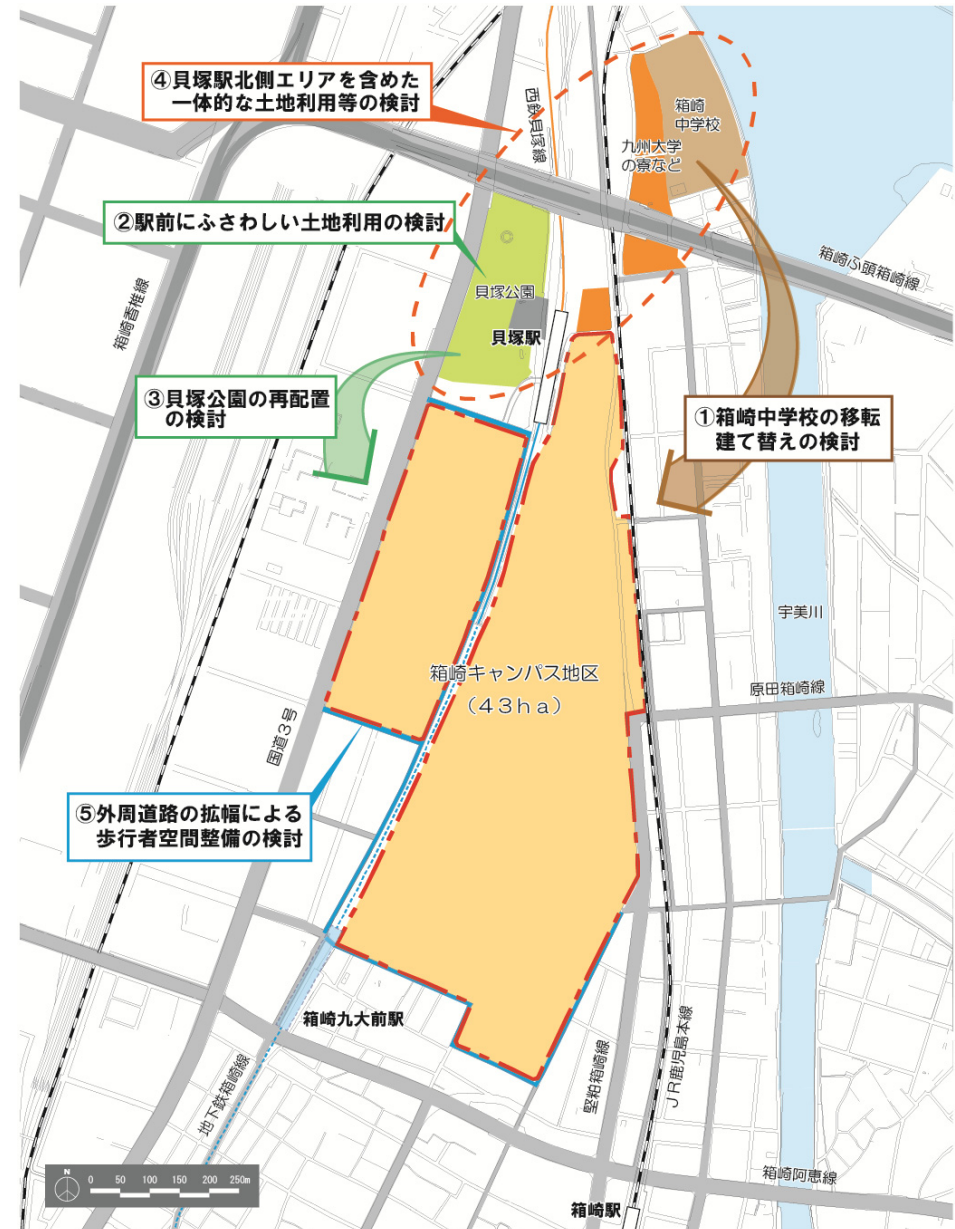 ④貝塚駅北側エリアを含めた
一体的な土地利用等の検討
西鉄貝塚線
箱崎
中学校
九州大学
の寮など
②駅前にふさわしい土地利用の検討
箱崎ふ頭箱崎線
貝塚公園
箱崎香椎線
貝塚駅
③貝塚公園の再配置
の検討
①箱崎中学校の移転
建て替えの検討
宇美川
箱崎キャンパス地区
（４３ｈａ）
原田箱崎線
国道３号
⑤外周道路の拡幅による
歩行者空間整備の検討
箱崎九大前駅
地下鉄箱崎線
堅粕箱崎線
ＪＲ鹿児島本線
箱崎阿恵線
N
0 50 100 150 200 250m
箱崎駅